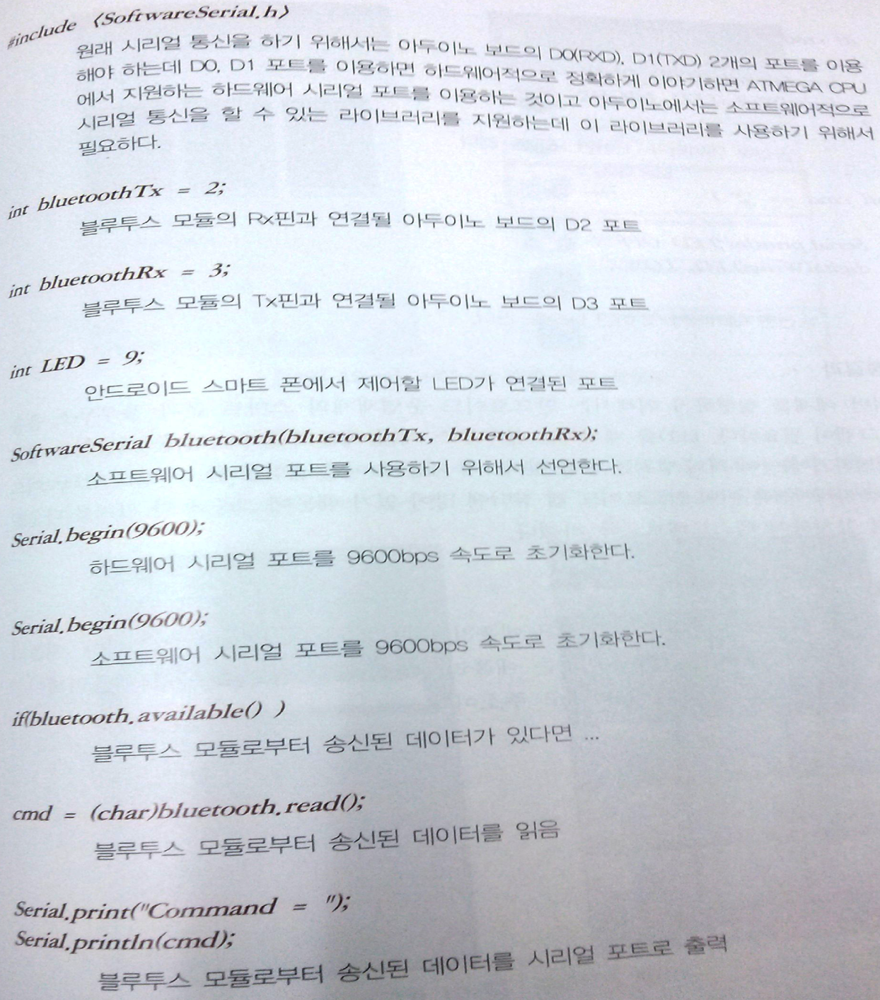 #include <SoftwareSerial.h>
원래 시리얼 통신을 하기 위해서는 아두이노 보드의 D0(RXD), D1(TXD) 2개의 포트를 이용
해야 하는데 D0, D1 포트를 이용하면 하드웨어적으로 정확하게 이야기하면 ATMEGA CPU
에서 지원하는 하드웨어 시리얼 포트를 이용하는 것이고 아두이노에서는 소프트웨어적으로
시리얼 통신을 할 수 있는 라이브러리를 지원하는데 이 라이브러리를 사용하기 위해서
필요하다.
int bluetoothTx = 2;
블루투스 모듈의 Rx핀과 연결될 아두이노 보드의 D2 포트
int bluetoothRx = 3;
블루투스 모듈의 Tx핀과 연결될 아두이노 보드의 D3 포트
int LED = 9;
안드로이드 스마트 폰에서 제어할 LED가 연결된 포트
SoftwareSerial bluetooth(bluetoothTx, bluetoothRx);
소프트웨어 시리얼 포트를 사용하기 위해서 선언한다.
Serial.begin(9600);
하드웨어 시리얼 포트를 9600bps 속도로 초기화한다.
Serial.begin(9600);
소프트웨어 시리얼 포트를 9600bps 속도로 초기화한다.
if(bluetooth.available() )
블루투스 모듈로부터 송신된 데이터가 있다면 ...
cmd = (char)bluetooth.read();
블루투스 모듈로부터 송신된 데이터를 읽음
Serial.print("Command = ");
Serial.println(cmd);
블루투스 모듈로부터 송신된 데이터를 시리얼 포트로 출력